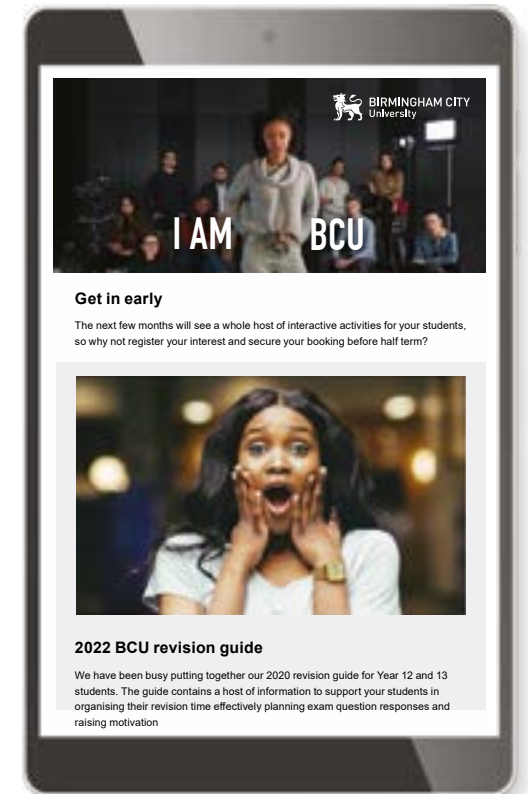 BIRMINGHAM CITY
University
I AM BCU
Get in early
The next few months will see a whole host of interactive activities for your students,
so why not register your interest and secure your booking before half term?
2022 BCU revision guide
We have been busy putting together our 2020 revision guide for Year 12 and 13
students. The guide contains a host of information to support your students in
organising their revision time effectively planning exam question responses and
raising motivation